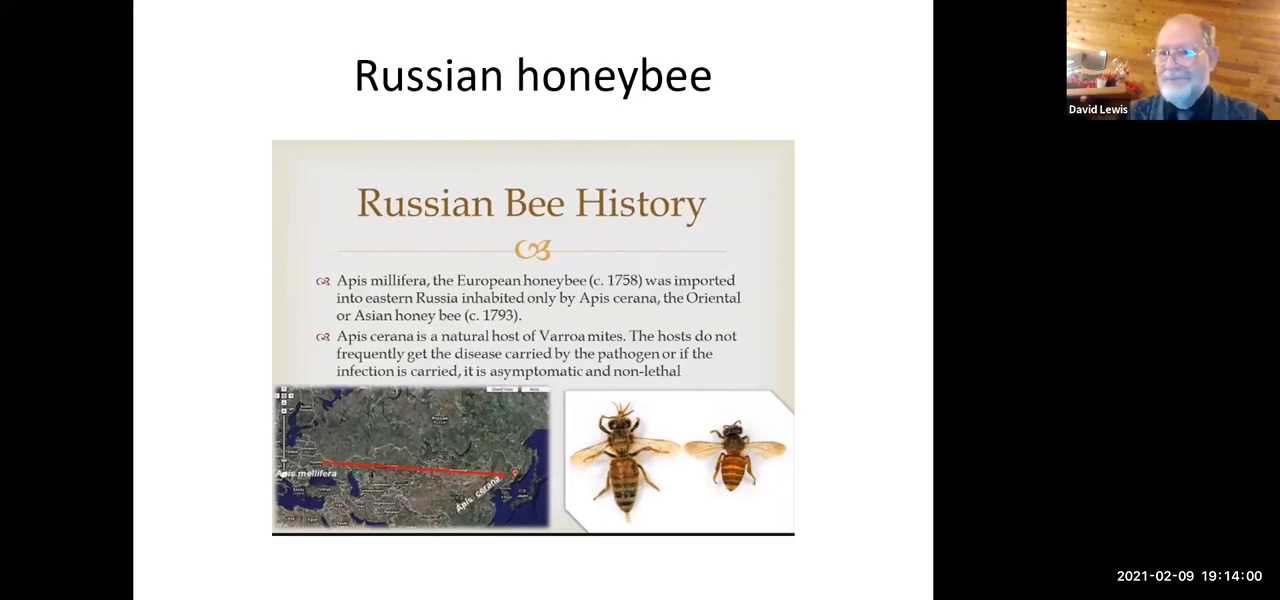 Russian honeybee
David Lewis
Russian Bee History
Apis millifera, the European honeybee (c. 1758) was imported
into eastern Russia inhabited only by Apis cerana, the Oriental
or Asian honey bee (c. 1793).
Apis cerana is a natural host of Varroa mites. The hosts do not
frequently get the disease carried by the pathogen or if the
infection is carried, it is asymptomatic and non-lethal
Apis mellifera
Apis cerana
2021-02-09 19:14:00